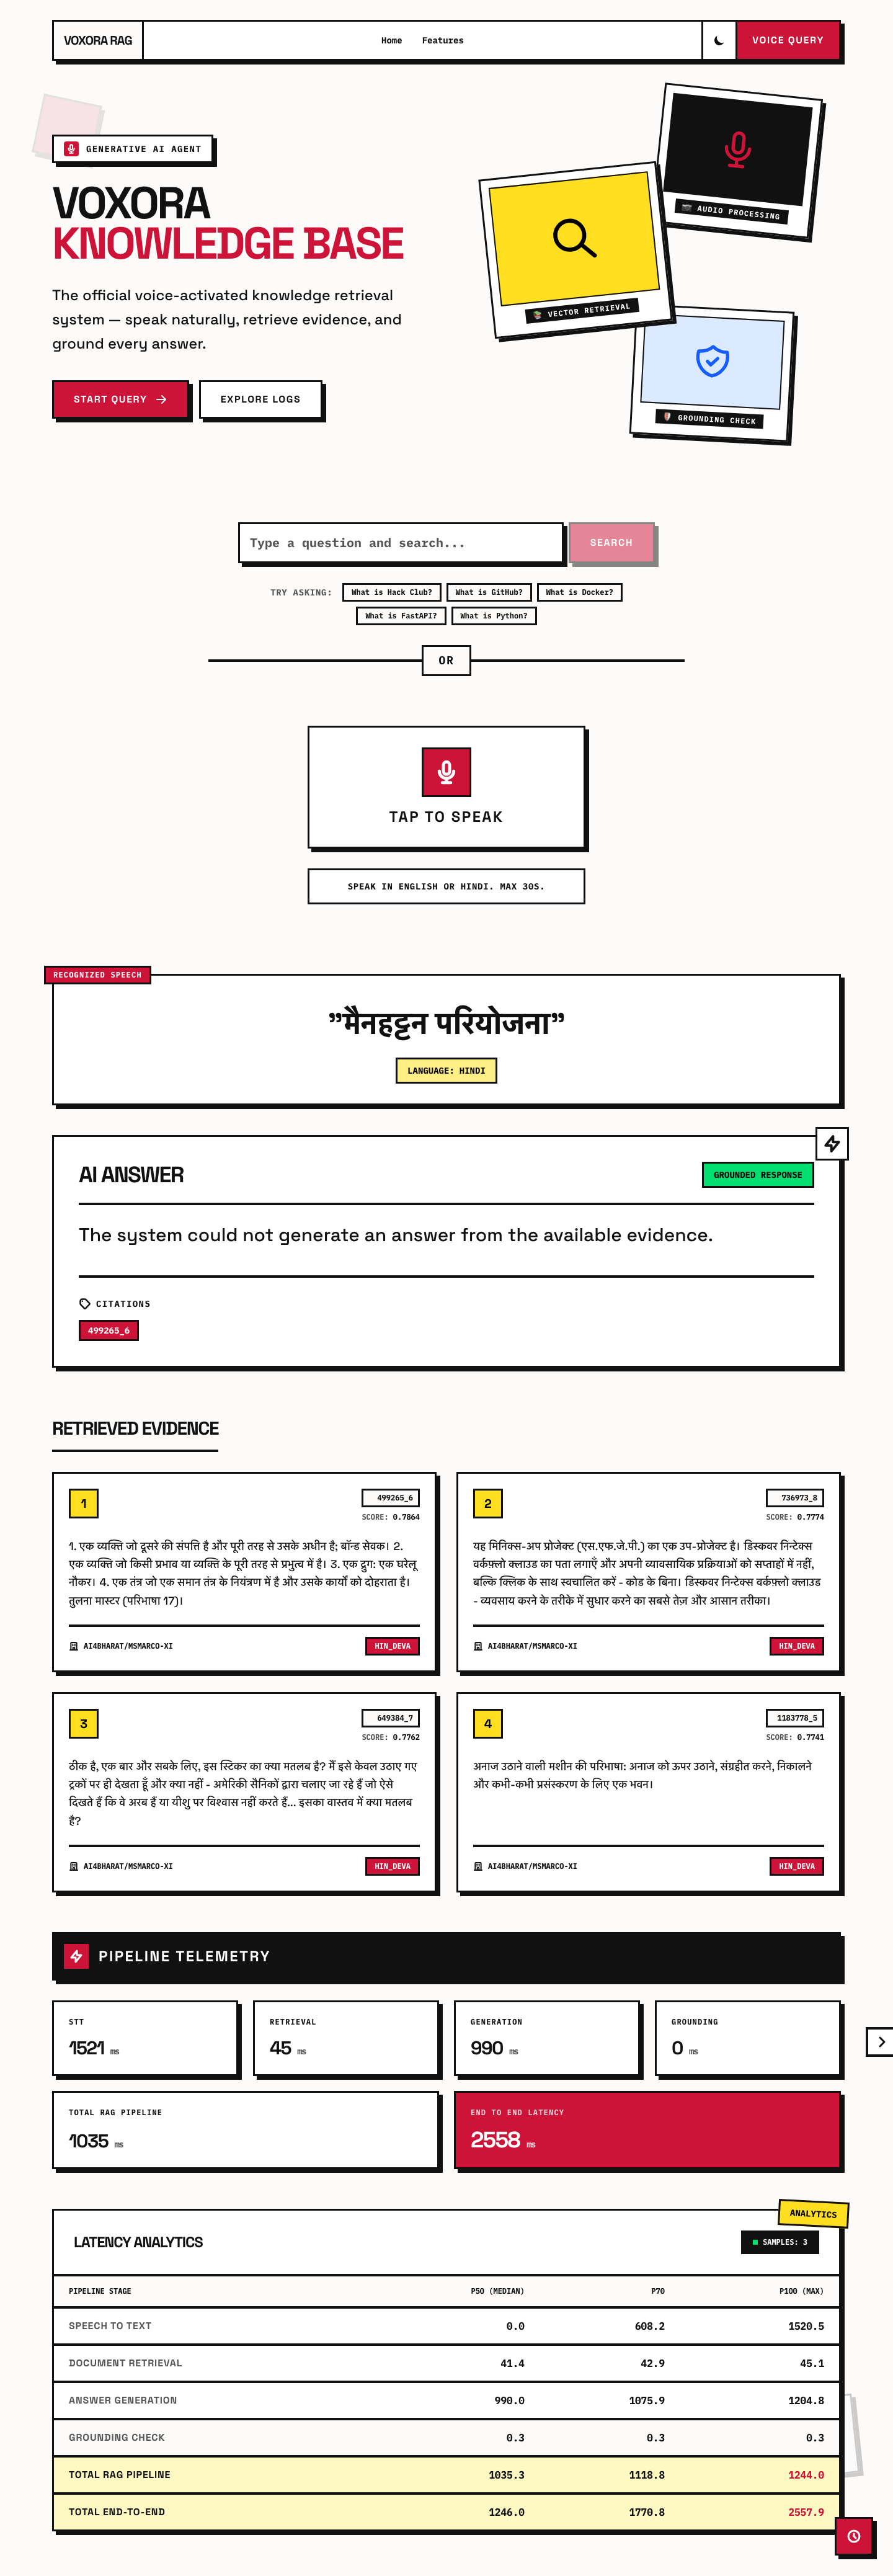 VOXORA RAG
Home
Features
VOICE QUERY
GENERATIVE AI AGENT
VOXORA
KNOWLEDGE BASE
The official voice-activated knowledge retrieval
system — speak naturally, retrieve evidence, and
ground every answer.
START QUERY →
EXPLORE LOGS
AUDIO PROCESSING
VECTOR RETRIEVAL
GROUNDING CHECK
Type a question and search...
SEARCH
TRY ASKING:
What is Hack Club?
What is GitHub?
What is Docker?
What is FastAPI?
What is Python?
OR
TAP TO SPEAK
SPEAK IN ENGLISH OR HINDI. MAX 30S.
RECOGNIZED SPEECH
”मैनहट्टन परियोजना”
LANGUAGE: HINDI
AI ANSWER
GROUNDED RESPONSE
The system could not generate an answer from the available evidence.
CITATIONS
499265_6
RETRIEVED EVIDENCE
1
499265_6
SCORE: 0.7864
1. एक व्यक्ति जो दूसरे की संपत्ति है और पूरी तरह से उसके अधीन है; बॉन्ड सेवक। 2.
एक व्यक्ति जो किसी प्रभाव या व्यक्ति के पूरी तरह से प्रभुत्व में है। 3. एक द्रुग: एक घरेलू
नौकर। 4. एक तंत्र जो एक समान तंत्र के नियंत्रण में है और उसके कार्यों को दोहराता है।
तुलना मास्टर (परिभाषा 17)।
AI4BHARAT/MSMARCO-XI
HIN_DEVA
2
736973_8
SCORE: 0.7774
यह मिनिक्स-अप प्रोजेक्ट (एस.एफ.जे.पी.) का एक उप-प्रोजेक्ट है। डिस्कवर निन्टेक्स
वर्कफ़्लो क्लाउड का पता लगाएँ और अपनी व्यावसायिक प्रक्रियाओं को सप्ताहों में नहीं,
बल्कि क्लिक के साथ स्वचालित करें - कोड के बिना। डिस्कवर निन्टेक्स वर्कफ़्लो क्लाउड
- व्यवसाय करने के तरीके में सुधार करने का सबसे तेज़ और आसान तरीका।
AI4BHARAT/MSMARCO-XI
HIN_DEVA
3
649384_7
SCORE: 0.7762
ठीक है, एक बार और सबके लिए, इस स्टिकर का क्या मतलब है? मैं इसे केवल उठाए गए
ट्रकों पर ही देखता हूँ और क्या नहीं - अमेरिकी सैनिकों द्वारा चलाए जा रहे हैं जो ऐसे
दिखते हैं कि वे अरब हैं या यीशु पर विश्वास नहीं करते हैं... इसका वास्तव में क्या मतलब
है?
AI4BHARAT/MSMARCO-XI
HIN_DEVA
4
1183778_5
SCORE: 0.7741
अनाज उठाने वाली मशीन की परिभाषा: अनाज को ऊपर उठाने, संग्रहीत करने, निकालने
और कभी-कभी प्रसंस्करण के लिए एक भवन।
AI4BHARAT/MSMARCO-XI
HIN_DEVA
PIPELINE TELEMETRY
STT
1521 ms
RETRIEVAL
45 ms
GENERATION
990 ms
GROUNDING
0 ms
TOTAL RAG PIPELINE
1035 ms
END TO END LATENCY
2558 ms
ANALYTICS
LATENCY ANALYTICS
SAMPLES: 3
PIPELINE STAGE P50 (MEDIAN) P70 P100 (MAX)
SPEECH TO TEXT 0.0 608.2 1520.5
DOCUMENT RETRIEVAL 41.4 42.9 45.1
ANSWER GENERATION 990.0 1075.9 1204.8
GROUNDING CHECK 0.3 0.3 0.3
TOTAL RAG PIPELINE 1035.3 1118.8 1244.0
TOTAL END-TO-END 1246.0 1770.8 2557.9